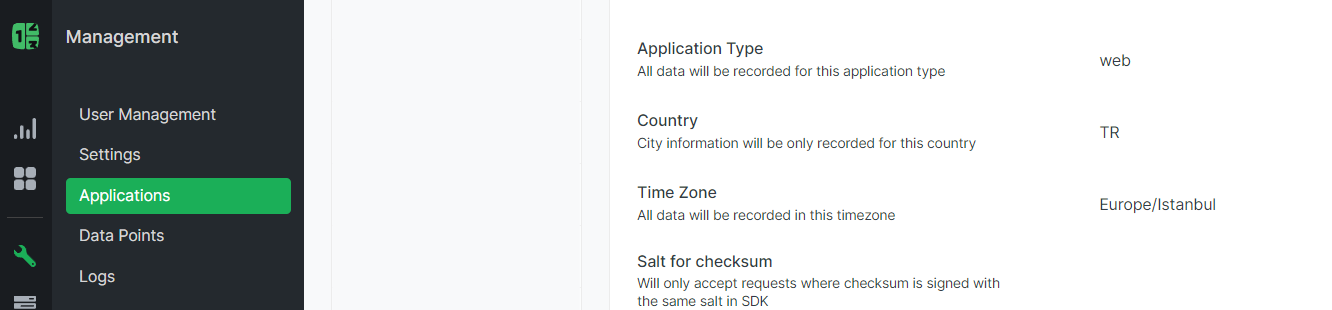 Management
User Management
Settings
Applications
Data Points
Logs
Application Type
All data will be recorded for this application type
web
Country
City information will be only recorded for this country
TR
Time Zone
All data will be recorded in this timezone
Europe/Istanbul
Salt for checksum
Will only accept requests where checksum is signed with
the same salt in SDK